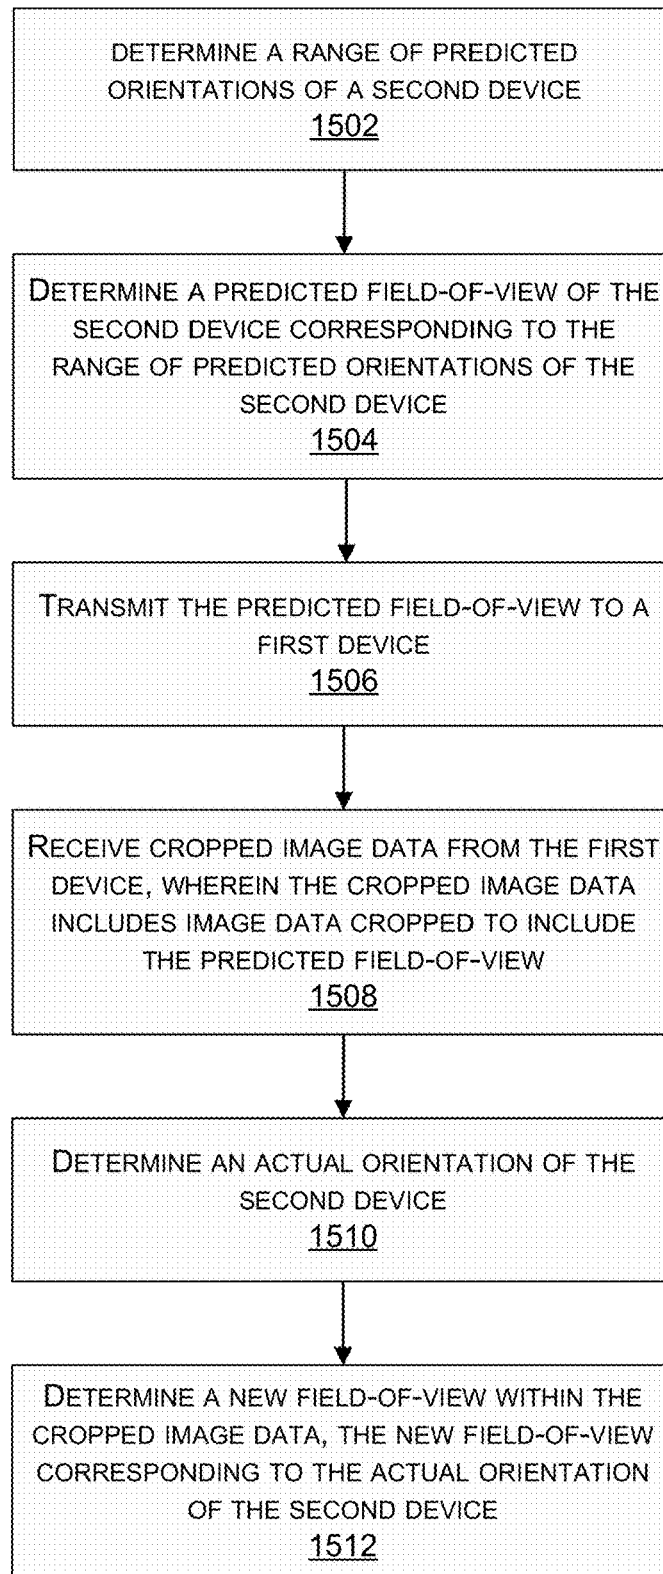 DETERMINE A RANGE OF PREDICTED
ORIENTATIONS OF A SECOND DEVICE
1502
DETERMINE A PREDICTED FIELD-OF-VIEW OF THE
SECOND DEVICE CORRESPONDING TO THE
RANGE OF PREDICTED ORIENTATIONS OF THE
SECOND DEVICE
1504
TRANSMIT THE PREDICTED FIELD-OF-VIEW TO A
FIRST DEVICE
1506
RECEIVE CROPPED IMAGE DATA FROM THE FIRST
DEVICE, WHEREIN THE CROPPED IMAGE DATA
INCLUDES IMAGE DATA CROPPED TO INCLUDE
THE PREDICTED FIELD-OF-VIEW
1508
DETERMINE AN ACTUAL ORIENTATION OF THE
SECOND DEVICE
1510
DETERMINE A NEW FIELD-OF-VIEW WITHIN THE
CROPPED IMAGE DATA, THE NEW FIELD-OF-VIEW
CORRESPONDING TO THE ACTUAL ORIENTATION
OF THE SECOND DEVICE
1512